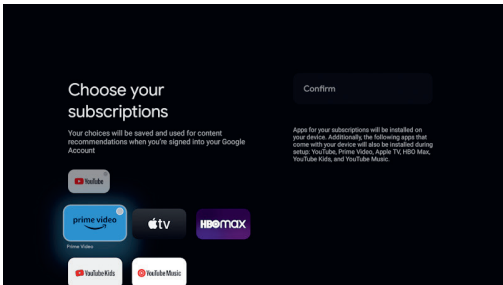 Choose your
subscriptions
Your choices will be saved and used for content
recommendations when you're signed into your Google
Account
Confirm
Apps for your subscriptions will be installed on
your device. Additionally, the following apps that
come with your device will also be installed during
setup: YouTube, Prime Video, Apple TV, HBO Max,
YouTube Kids, and YouTube Music.
YouTube
prime video
tv
HBOmax
Prime Video
YouTube Kids
YouTube Music